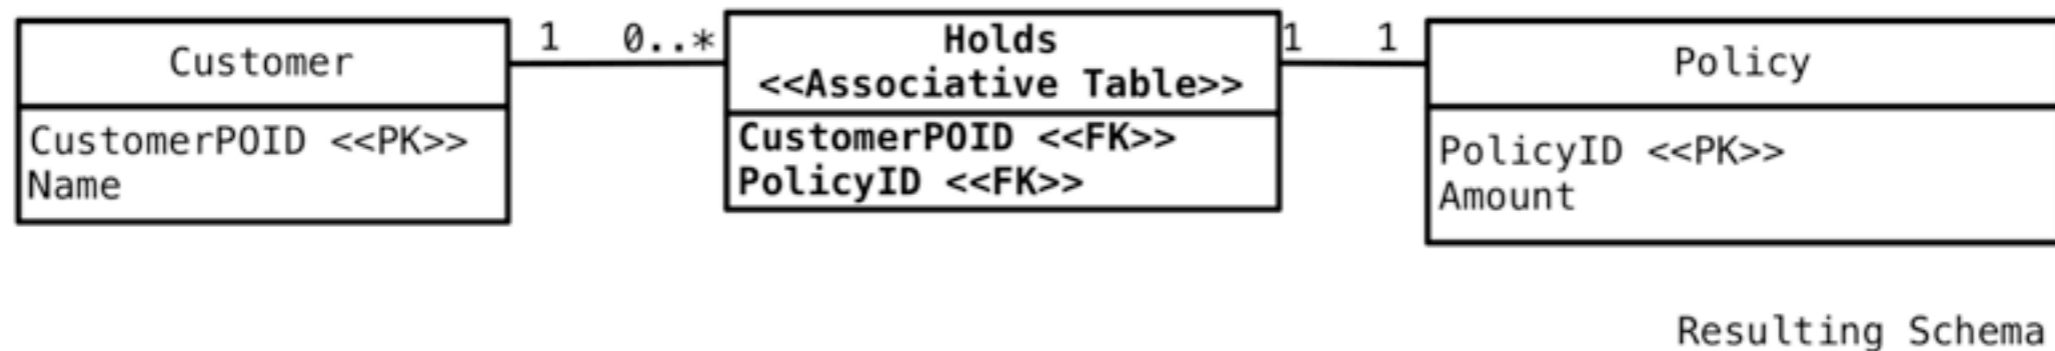 Customer
1
0..*
Holds
<<Associative Table>>
1
1
Policy
CustomerPOID <<PK>>
Name
CustomerPOID <<FK>>
PolicyID <<FK>>
PolicyID <<PK>>
Amount
Resulting Schema